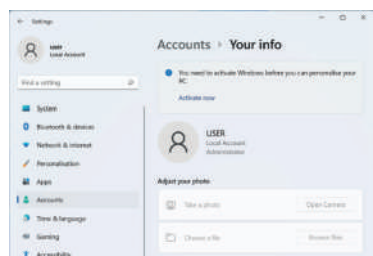 Settings
USER
Local Account
Find a setting
System
Bluetooth & devices
Network & internet
Personalisation
Apps
Accounts
Time & language
Gaming
Accessibility
Accounts > Your info
You need to activate Windows before you can personalise your
PC.
Activate now
USER
Local Account
Administrator
Adjust your photo
Take a photo
Open Camera
Choose a file
Browse files